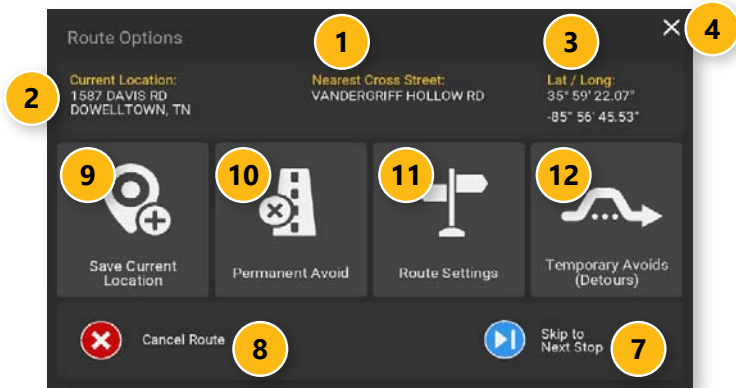 Route Options
1
3
4
2
Current Location:
1587 DAVIS RD
DOWELLTOWN, TN
Nearest Cross Street:
VANDERGRIFF HOLLOW RD
Lat / Long:
35° 59' 22.07"
-85° 56' 45.53"
9
10
11
12
Save Current
Location
Permanent Avoid
Route Settings
Temporary Avoids
(Detours)
Cancel Route
8
Skip to
Next Stop
7